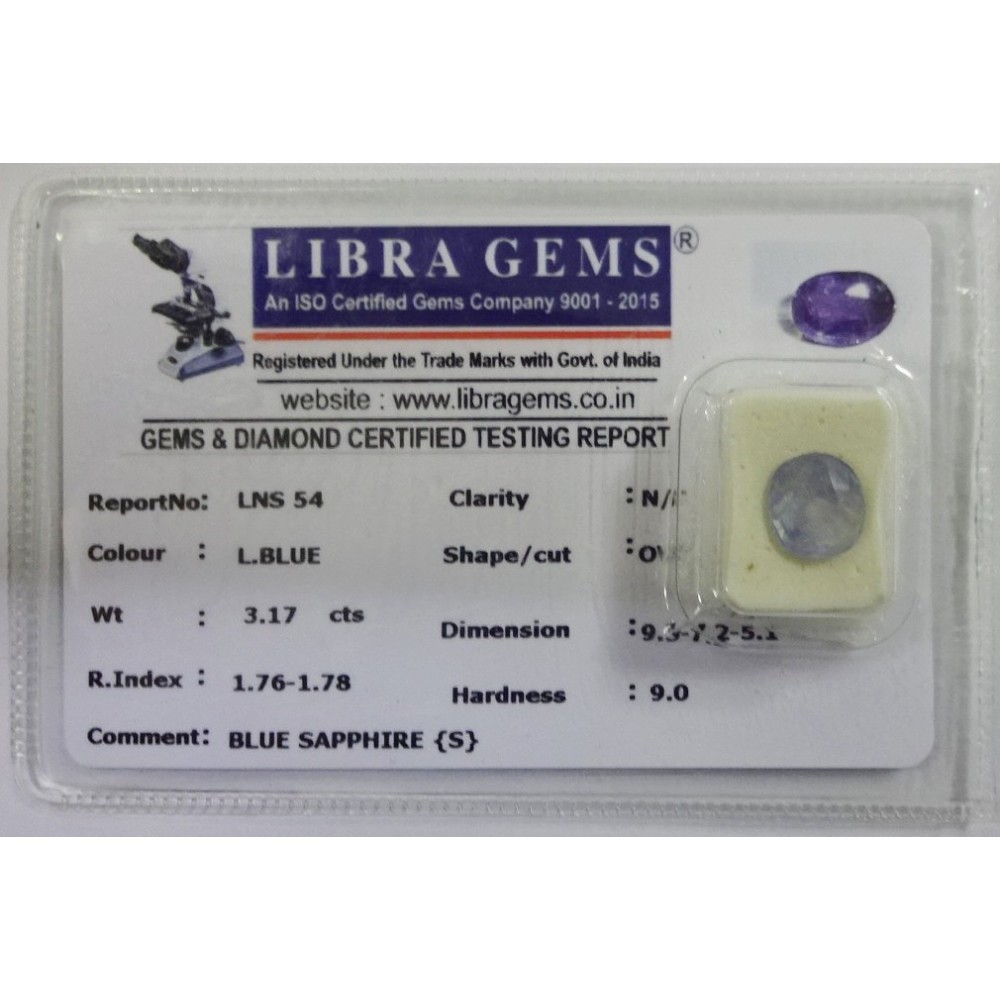 LIBRA GEMS®
An ISO Certified Gems Company 9001 - 2015
Registered Under the Trade Marks with Govt. of India
website : www.libragems.co.in
GEMS & DIAMOND CERTIFIED TESTING REPORT
ReportNo: LNS 54 Clarity :
Colour : L.BLUE Shape/cut :
Wt : 3.17 cts Dimension :
R.Index : 1.76-1.78 Hardness : 9.0
Comment: BLUE SAPPHIRE {S}